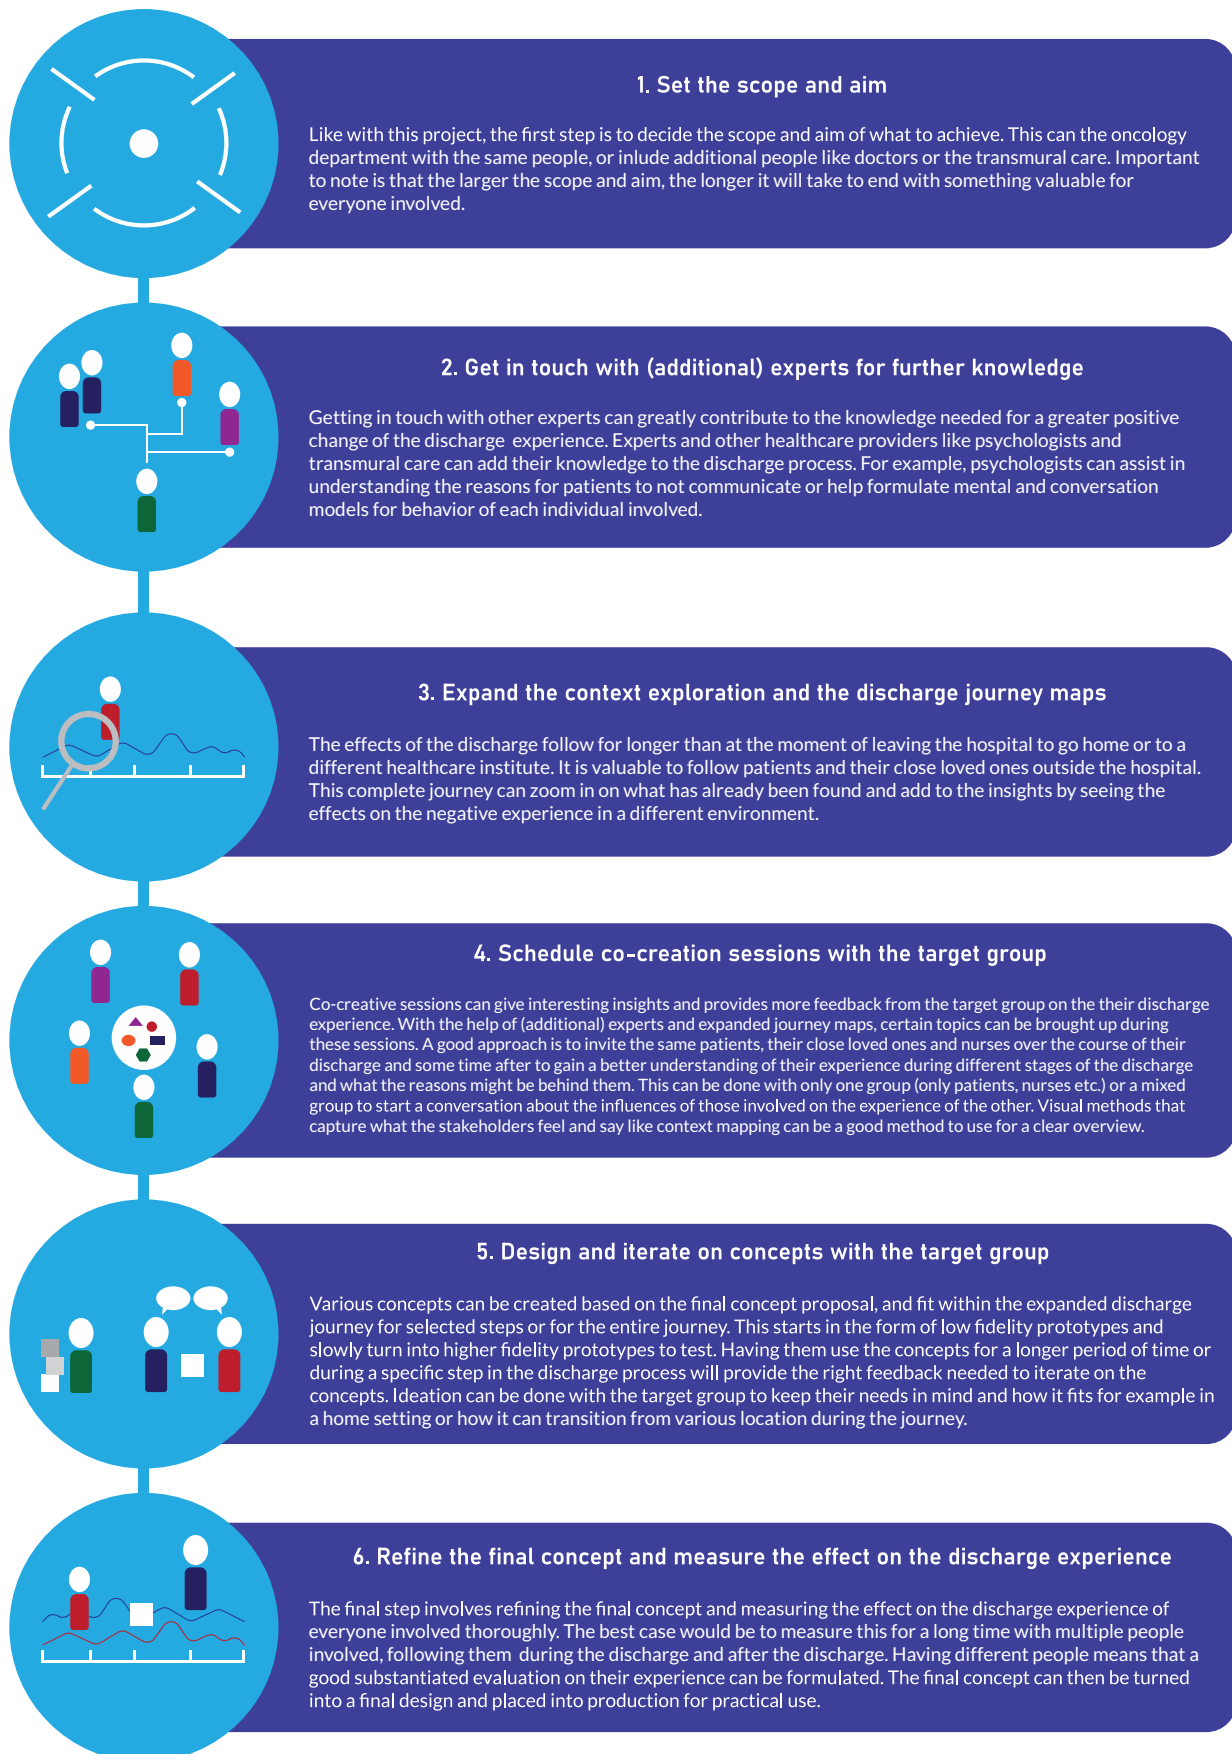 1. Set the scope and aim
Like with this project, the first step is to decide the scope and aim of what to achieve. This can the oncology
department with the same people, or inlude additional people like doctors or the transmural care. Important
to note is that the larger the scope and aim, the longer it will take to end with something valuable for
everyone involved.
2. Get in touch with (additional) experts for further knowledge
Getting in touch with other experts can greatly contribute to the knowledge needed for a greater positive
change of the discharge experience. Experts and other healthcare providers like psychologists and
transmural care can add their knowledge to the discharge process. For example, psychologists can assist in
understanding the reasons for patients to not communicate or help formulate mental and conversation
models for behavior of each individual involved.
3. Expand the context exploration and the discharge journey maps
The effects of the discharge follow for longer than at the moment of leaving the hospital to go home or to a
different healthcare institute. It is valuable to follow patients and their close loved ones outside the hospital.
This complete journey can zoom in on what has already been found and add to the insights by seeing the
effects on the negative experience in a different environment.
4. Schedule co-creation sessions with the target group
Co-creative sessions can give interesting insights and provides more feedback from the target group on the their discharge
experience. With the help of (additional) experts and expanded journey maps, certain topics can be brought up during
these sessions. A good approach is to invite the same patients, their close loved ones and nurses over the course of their
discharge and some time after to gain a better understanding of their experience during different stages of the discharge
and what the reasons might be behind them. This can be done with only one group (only patients, nurses etc.) or a mixed
group to start a conversation about the influences of those involved on the experience of the other. Visual methods that
capture what the stakeholders feel and say like context mapping can be a good method to use for a clear overview.
5. Design and iterate on concepts with the target group
Various concepts can be created based on the final concept proposal, and fit within the expanded discharge
journey for selected steps or for the entire journey. This starts in the form of low fidelity prototypes and
slowly turn into higher fidelity prototypes to test. Having them use the concepts for a longer period of time or
during a specific step in the discharge process will provide the right feedback needed to iterate on the
concepts. Ideation can be done with the target group to keep their needs in mind and how it fits for example in
a home setting or how it can transition from various location during the journey.
6. Refine the final concept and measure the effect on the discharge experience
The final step involves refining the final concept and measuring the effect on the discharge experience of
everyone involved thoroughly. The best case would be to measure this for a long time with multiple people
involved, following them during the discharge and after the discharge. Having different people means that a
good substantiated evaluation on their experience can be formulated. The final concept can then be turned
into a final design and placed into production for practical use.